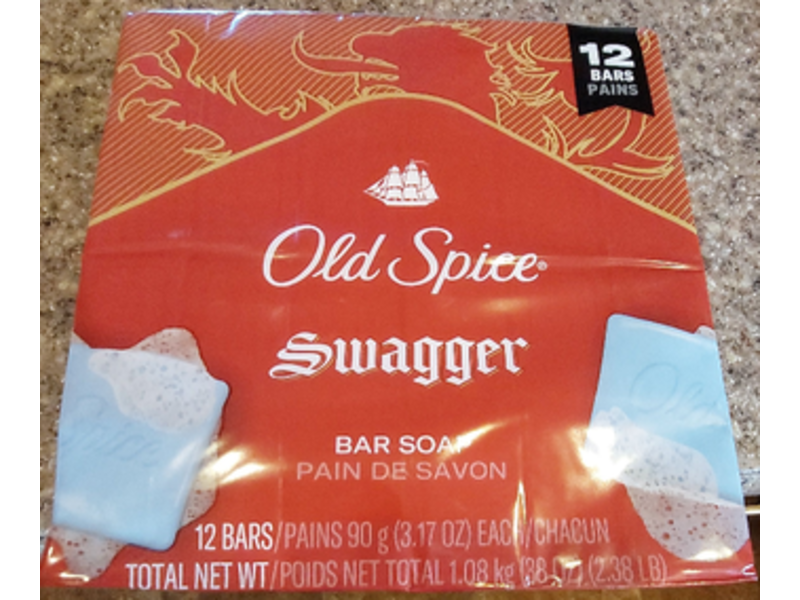 12
BARS
PAINS
Old Spice®
Swagger
BAR SOAP
PAIN DE SAVON
12 BARS/PAINS 90 g (3.17 OZ) EACH/CHACUN
TOTAL NET WT/POIDS NET TOTAL 1.08 kg (38 OZ) (2.38 LB)
Old